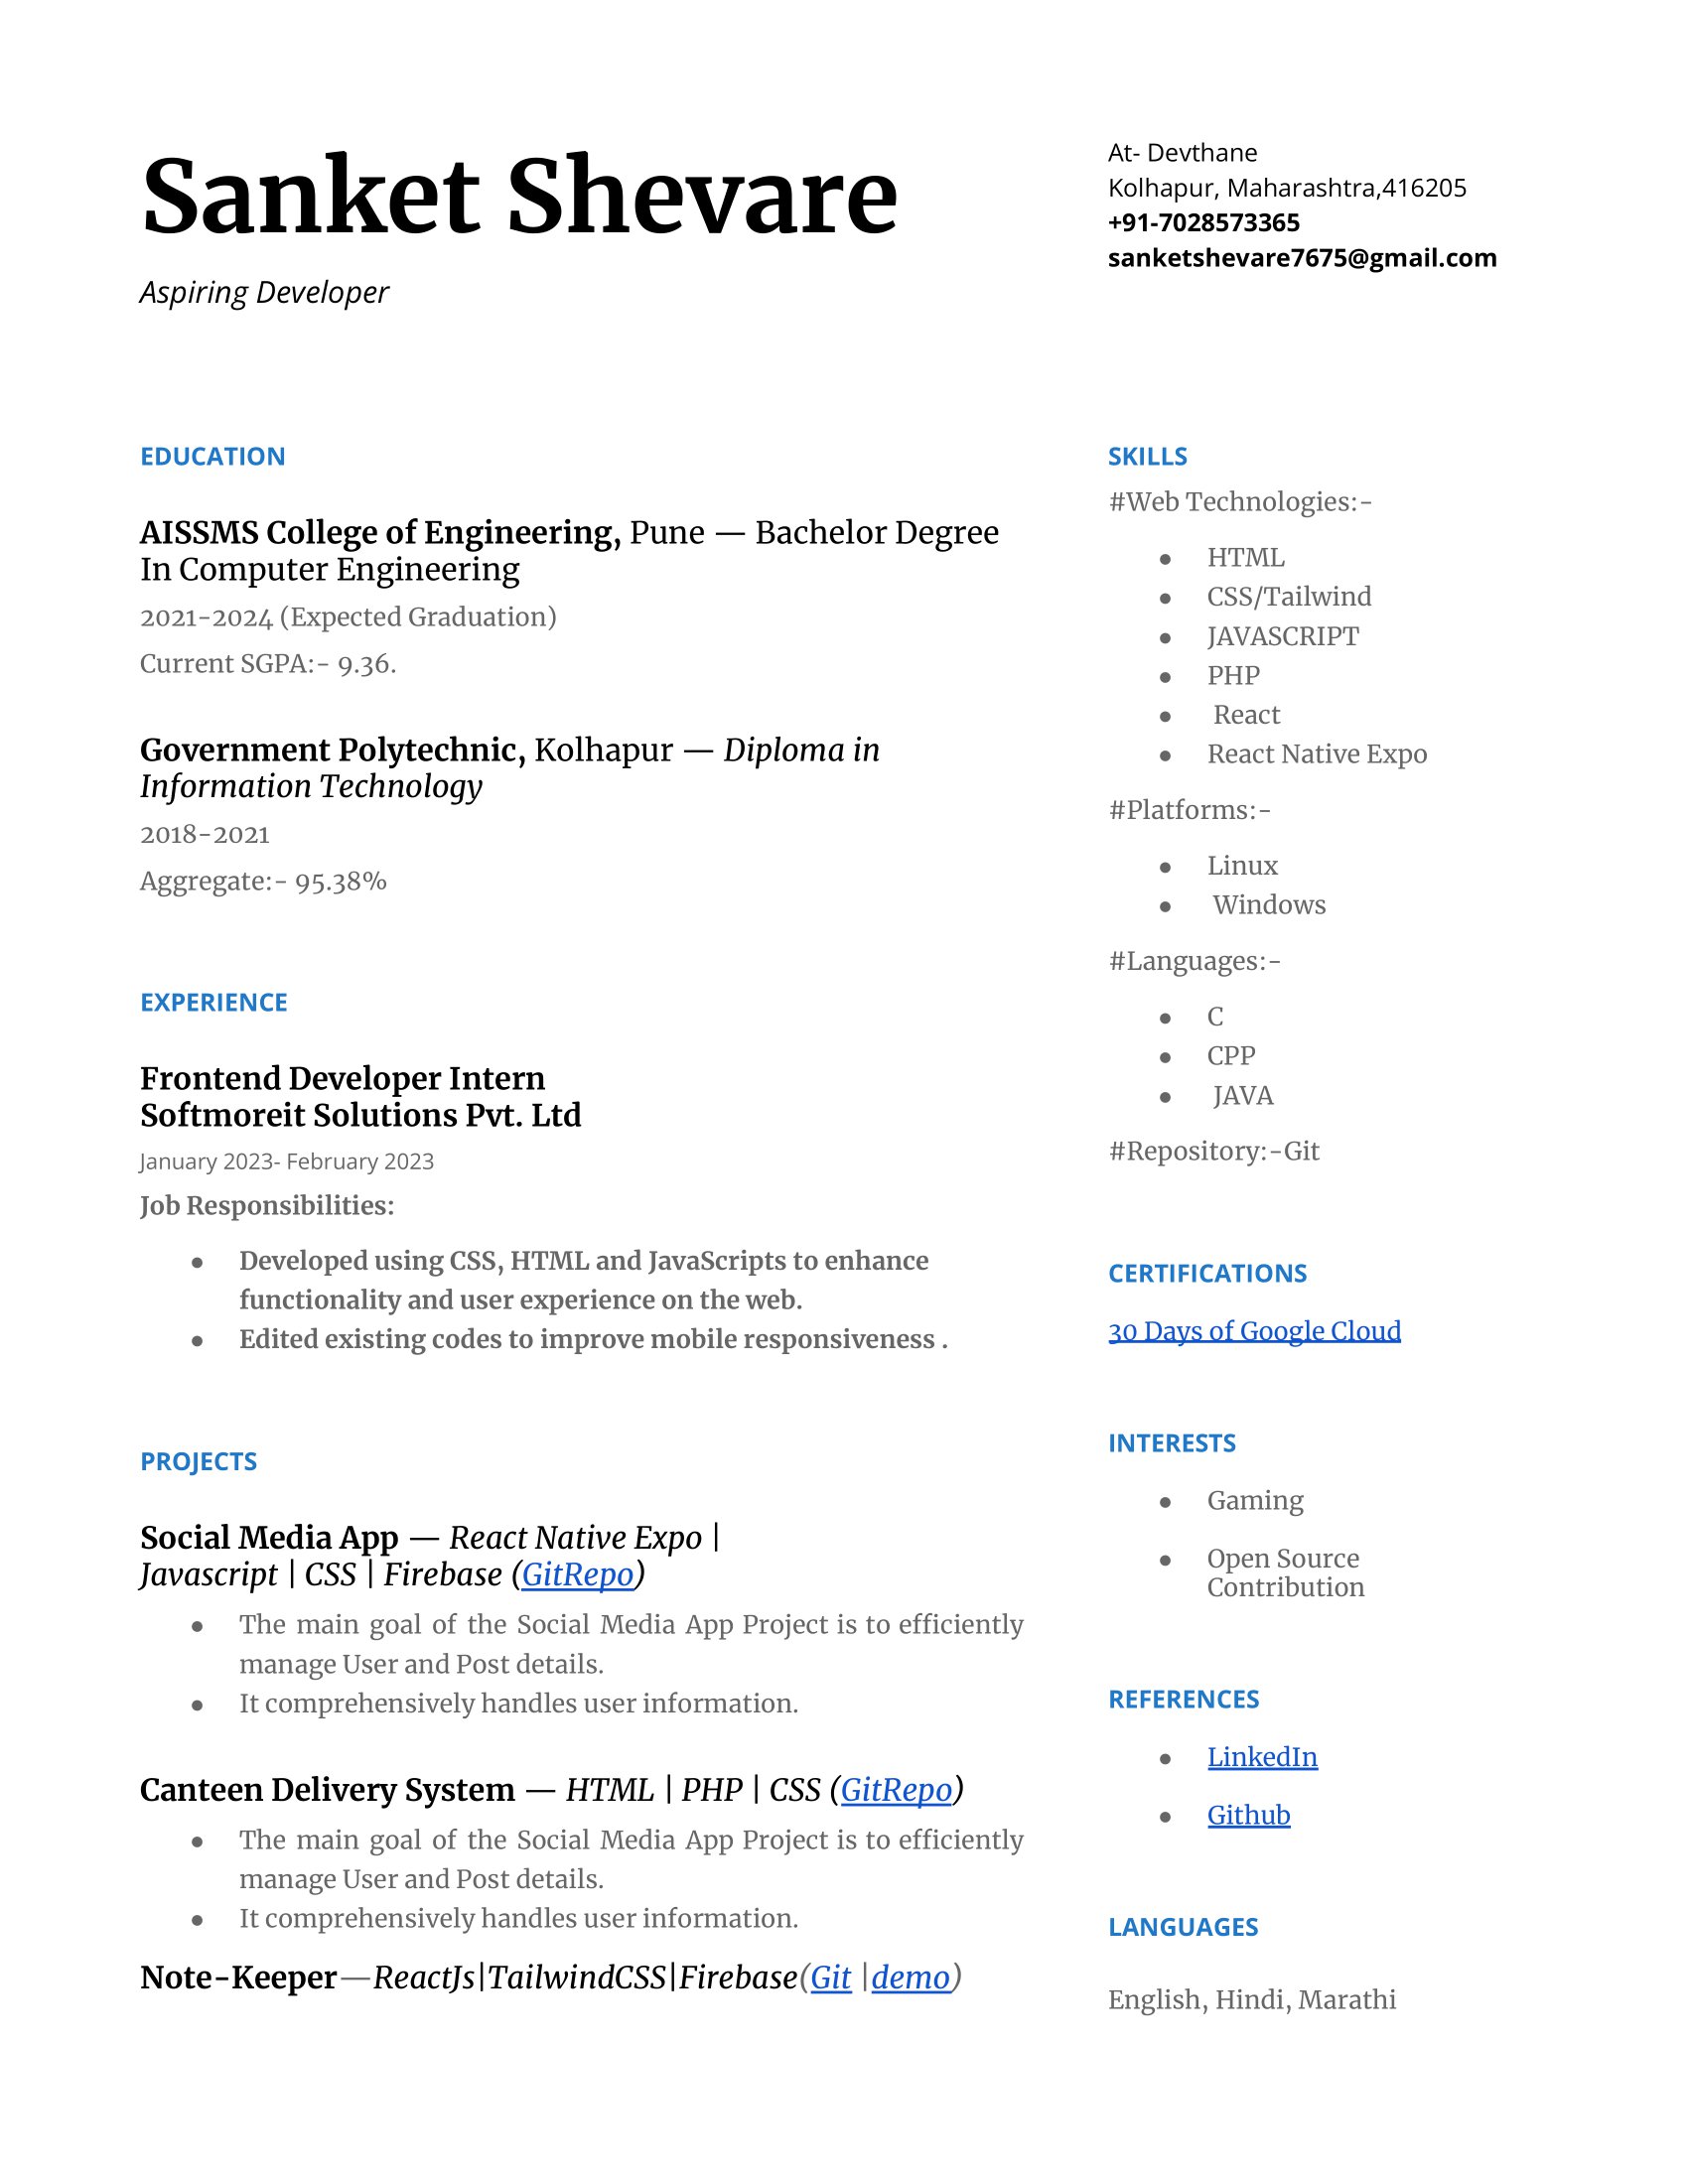 Sanket Shevare
Aspiring Developer
At- Devthane
Kolhapur, Maharashtra,416205
+91-7028573365
sanketshevare7675@gmail.com
EDUCATION
AISSMS College of Engineering, Pune — Bachelor Degree
In Computer Engineering
2021-2024 (Expected Graduation)
Current SGPA:- 9.36.
Government Polytechnic, Kolhapur — Diploma in
Information Technology
2018-2021
Aggregate:- 95.38%
EXPERIENCE
Frontend Developer Intern
Softmoreit Solutions Pvt. Ltd
January 2023- February 2023
Job Responsibilities:
● Developed using CSS, HTML and JavaScripts to enhance
functionality and user experience on the web.
● Edited existing codes to improve mobile responsiveness .
PROJECTS
Social Media App — React Native Expo |
Javascript | CSS | Firebase (GitRepo)
● The main goal of the Social Media App Project is to efficiently
manage User and Post details.
● It comprehensively handles user information.
Canteen Delivery System — HTML | PHP | CSS (GitRepo)
● The main goal of the Social Media App Project is to efficiently
manage User and Post details.
● It comprehensively handles user information.
Note-Keeper—ReactJs|TailwindCSS|Firebase(Git |demo)
SKILLS
#Web Technologies:-
● HTML
● CSS/Tailwind
● JAVASCRIPT
● PHP
● React
● React Native Expo
#Platforms:-
● Linux
● Windows
#Languages:-
● C
● CPP
● JAVA
#Repository:-Git
CERTIFICATIONS
30 Days of Google Cloud
INTERESTS
● Gaming
● Open Source
Contribution
REFERENCES
● LinkedIn
● Github
LANGUAGES
English, Hindi, Marathi